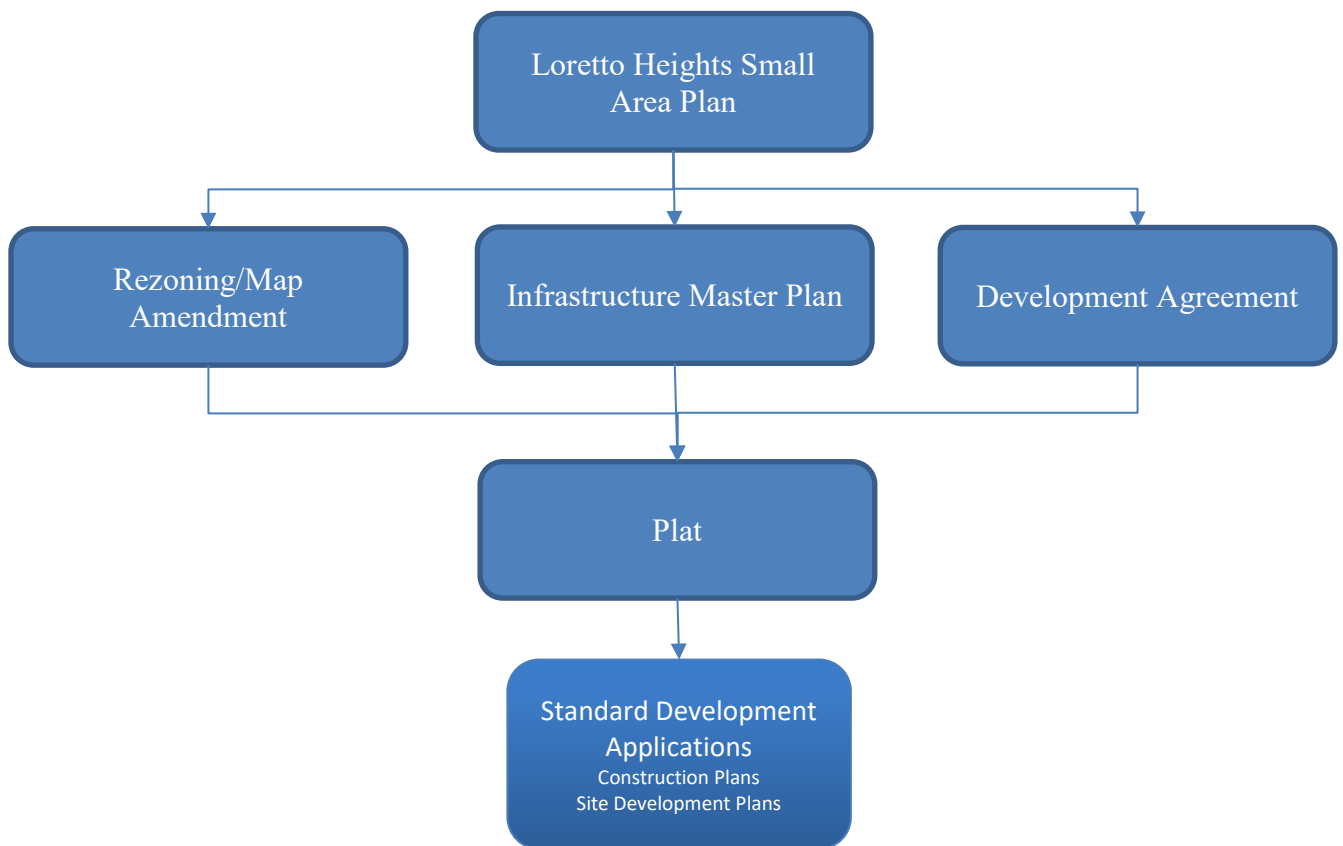 Loretto Heights Small
Area Plan
Rezoning/Map
Amendment
Infrastructure Master Plan
Development Agreement
Plat
Standard Development
Applications
Construction Plans
Site Development Plans